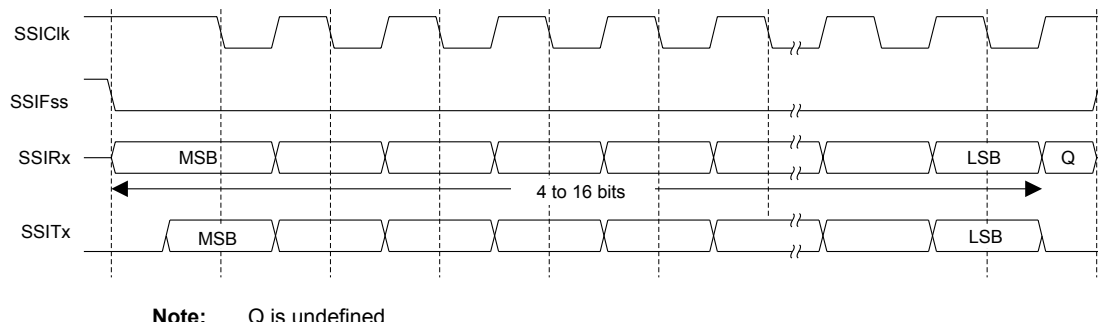 SSIClk
SSIFss
SSIRx MSB LSB Q
4 to 16 bits
SSITx MSB LSB
Note: Q is undefined